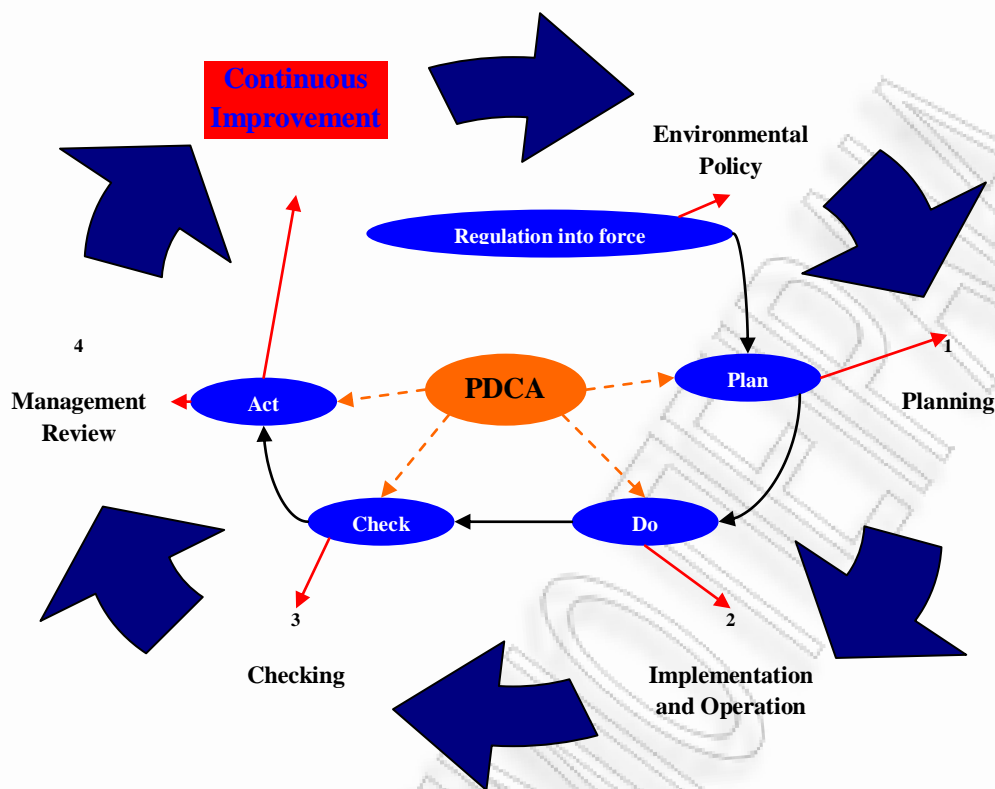 Continuous
Improvement
Environmental
Policy
Regulation into force
4
1
PDCA
Plan
Act
Management
Review
Planning
Check
Do
3
2
Checking
Implementation
and Operation